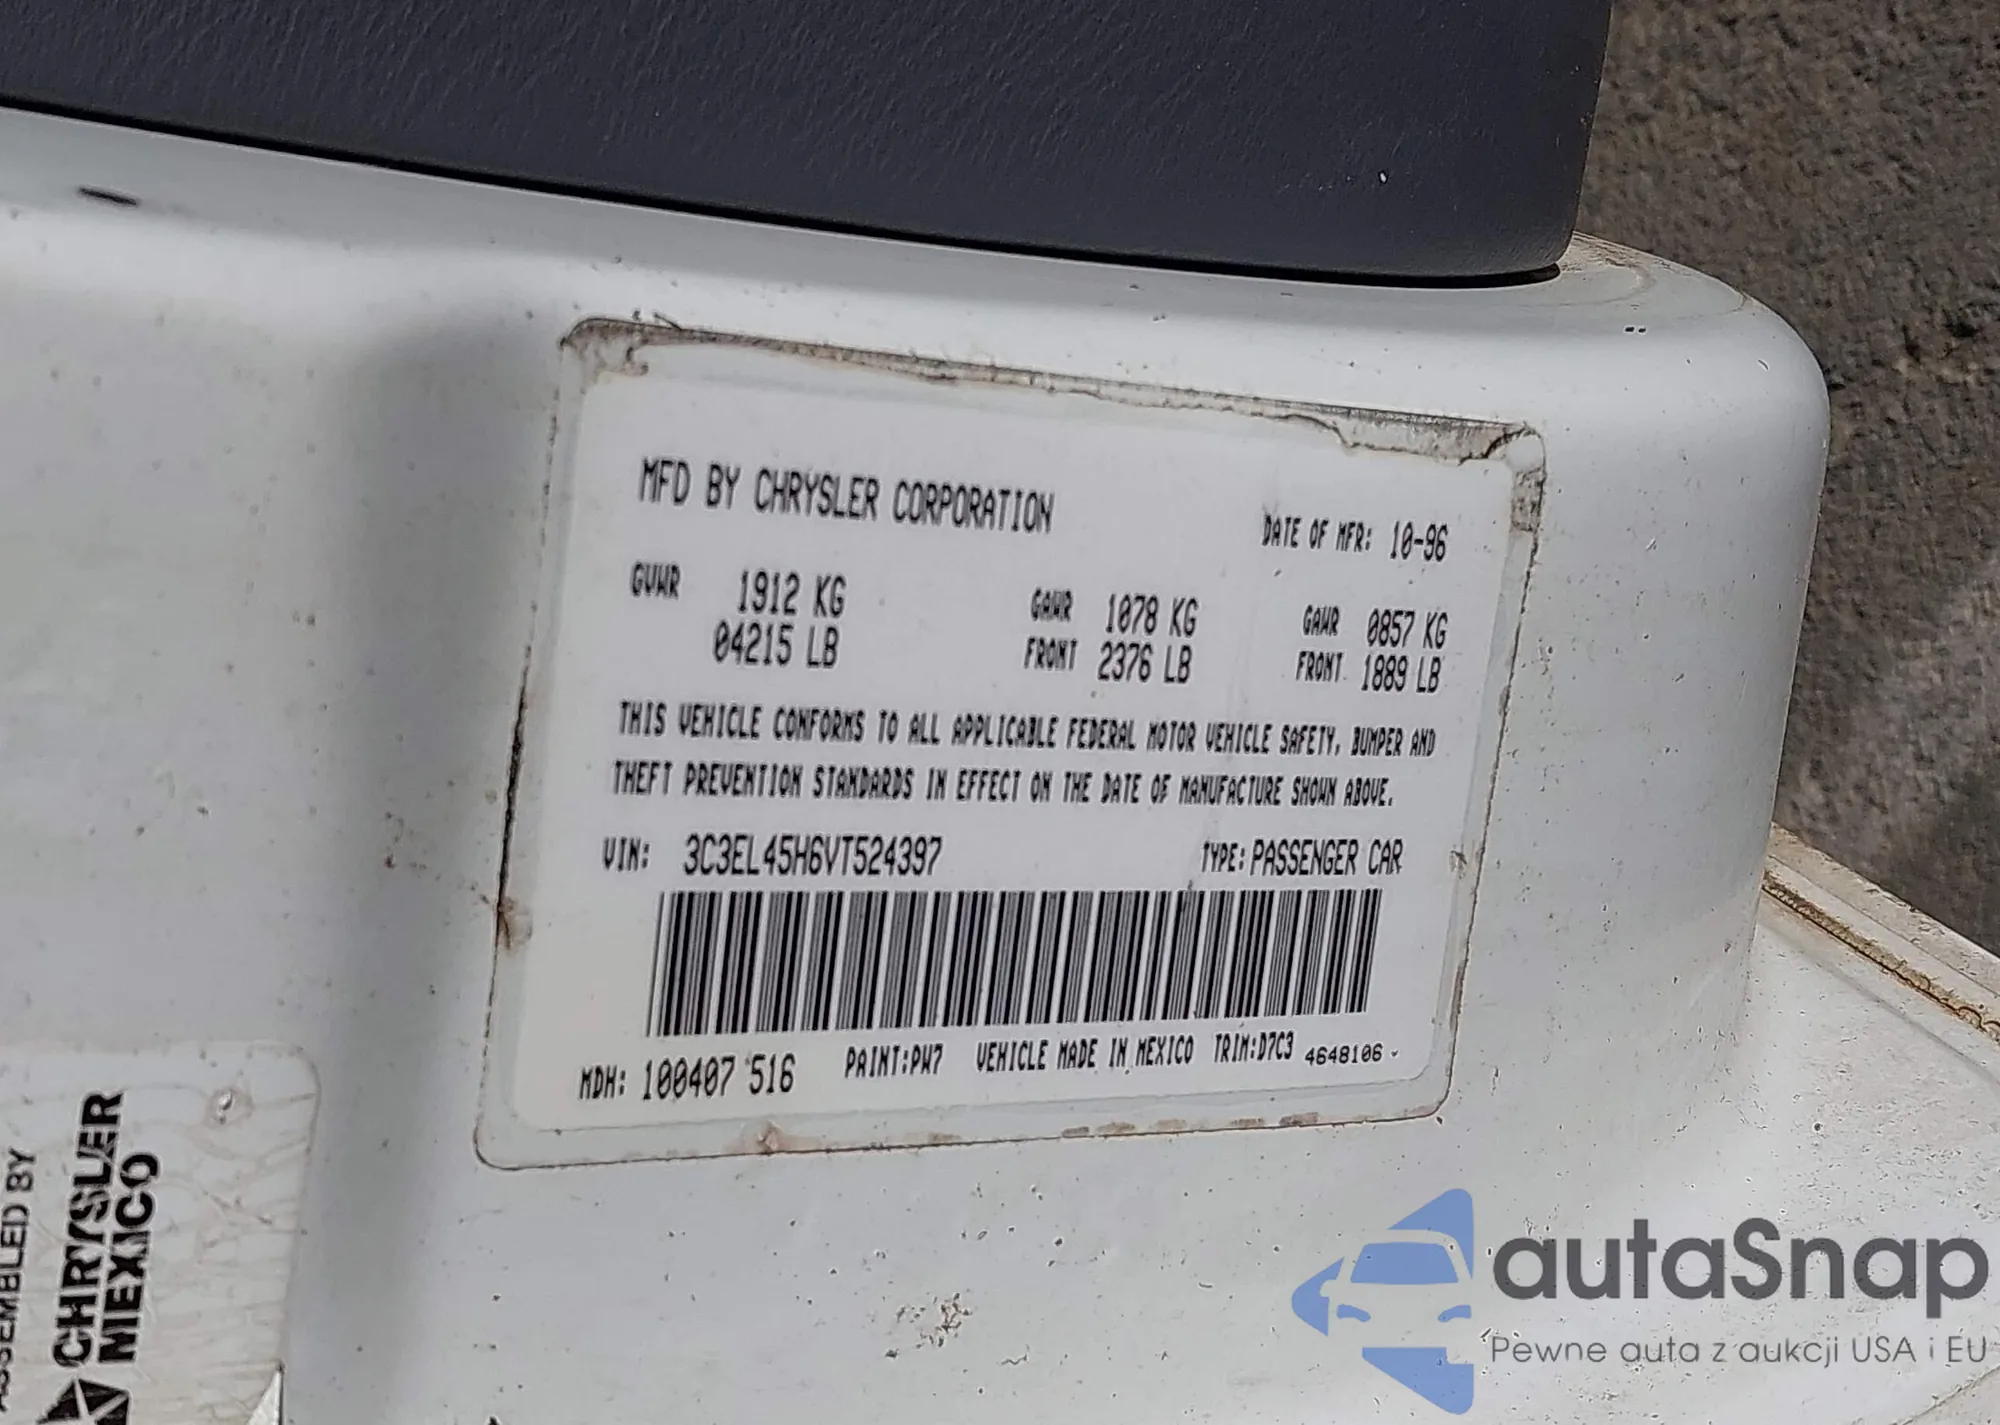 MFD BY CHRYSLER CORPORATION
DATE OF MFR: 10-96
GVWR 1912 KG
04215 LB
GAWR 1078 KG
FRONT 2376 LB
GAWR 0857 KG
FRONT 1889 LB
THIS VEHICLE CONFORMS TO ALL APPLICABLE FEDERAL MOTOR VEHICLE SAFETY, BUMPER AND
THEFT PREVENTION STANDARDS IN EFFECT ON THE DATE OF MANUFACTURE SHOWN ABOVE.
VIN: 3C3EL45H6VT524397
TYPE: PASSENGER CAR
MDH: 100407 516
PAINT: PW7 VEHICLE MADE IN MEXICO TRIM: D7C3 4648106
ASSEMBLED BY
CHRYSLER
MEXICO
autaSnap
Pewne auta z aukcji USA i EU